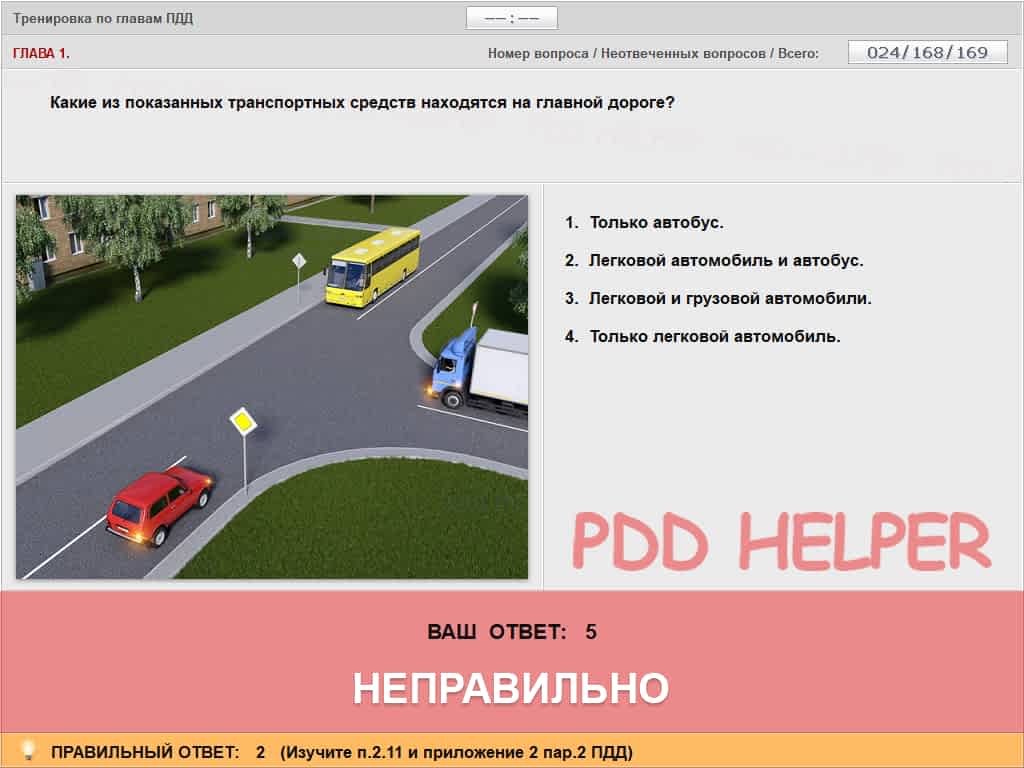 Тренировка по главам ПДД
—— : ——
ГЛАВА 1.
Номер вопроса / Неотвеченных вопросов / Всего:
024/168/169
Какие из показанных транспортных средств находятся на главной дороге?
1. Только автобус.
2. Легковой автомобиль и автобус.
3. Легковой и грузовой автомобили.
4. Только легковой автомобиль.
PDD HELPER
ВАШ ОТВЕТ: 5
НЕПРАВИЛЬНО
ПРАВИЛЬНЫЙ ОТВЕТ: 2 (Изучите п.2.11 и приложение 2 пар.2 ПДД)